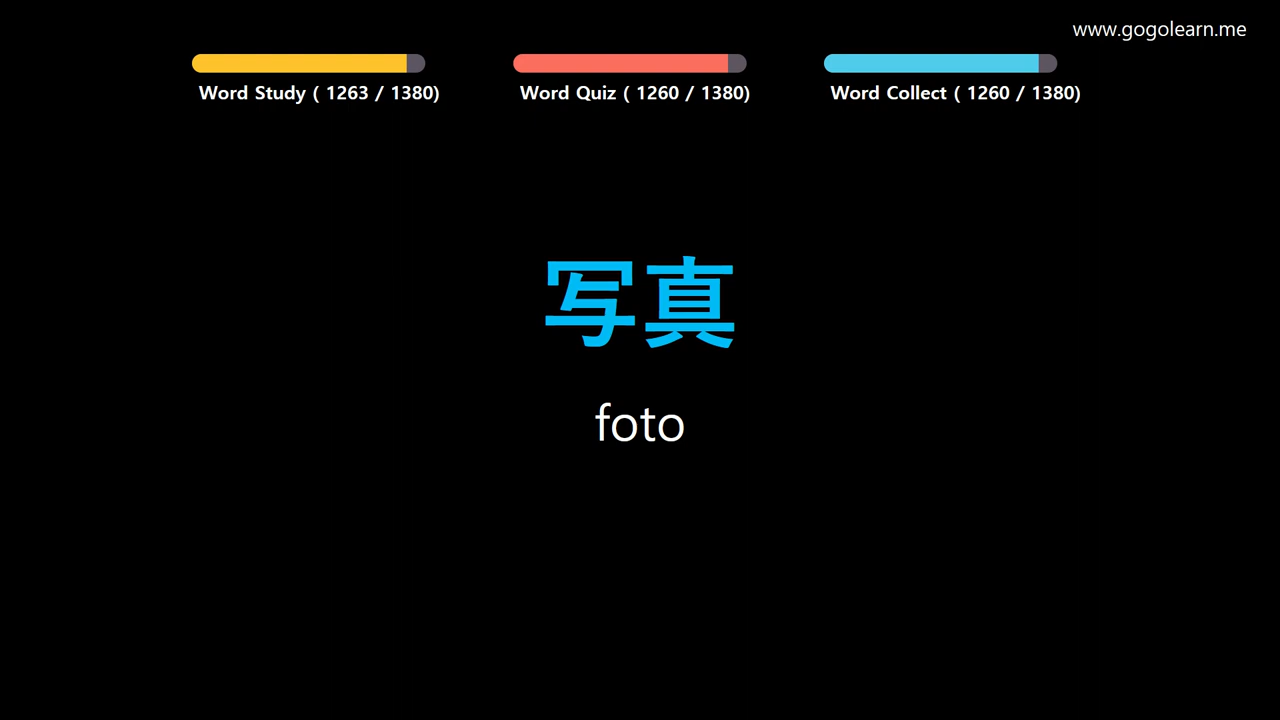 www.gogolearn.me
Word Study ( 1263 / 1380)
Word Quiz ( 1260 / 1380)
Word Collect ( 1260 / 1380)
写真
foto